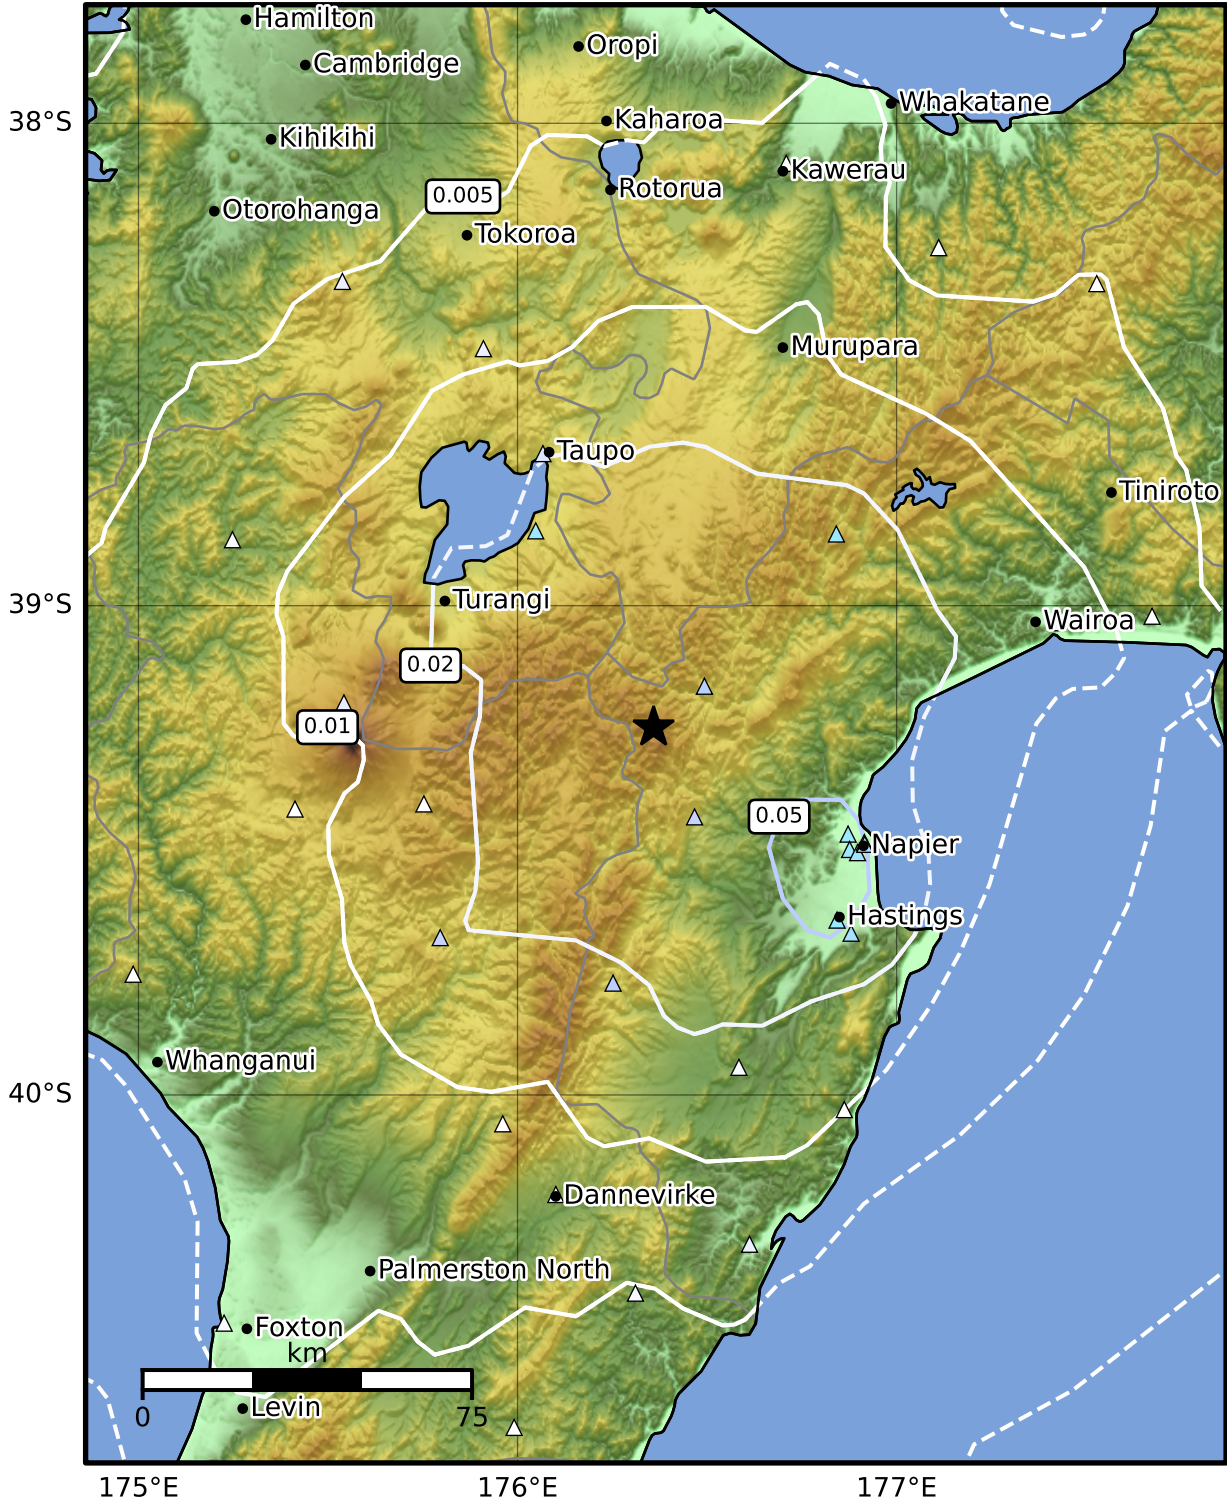 Hamilton
Oropi
Cambridge
Whakatane
38°S
Kaharoa
Kihikihi
Kawerau
Rotorua
0.005
Otorohanga
Tokoroa
Murupara
Taupo
Tiniroto
39°S
Turangi
Wairoa
0.02
0.01
0.05
Napier
Hastings
Whanganui
40°S
Dannevirke
Palmerston North
Foxton
km
Levin
0 75
175°E 176°E 177°E